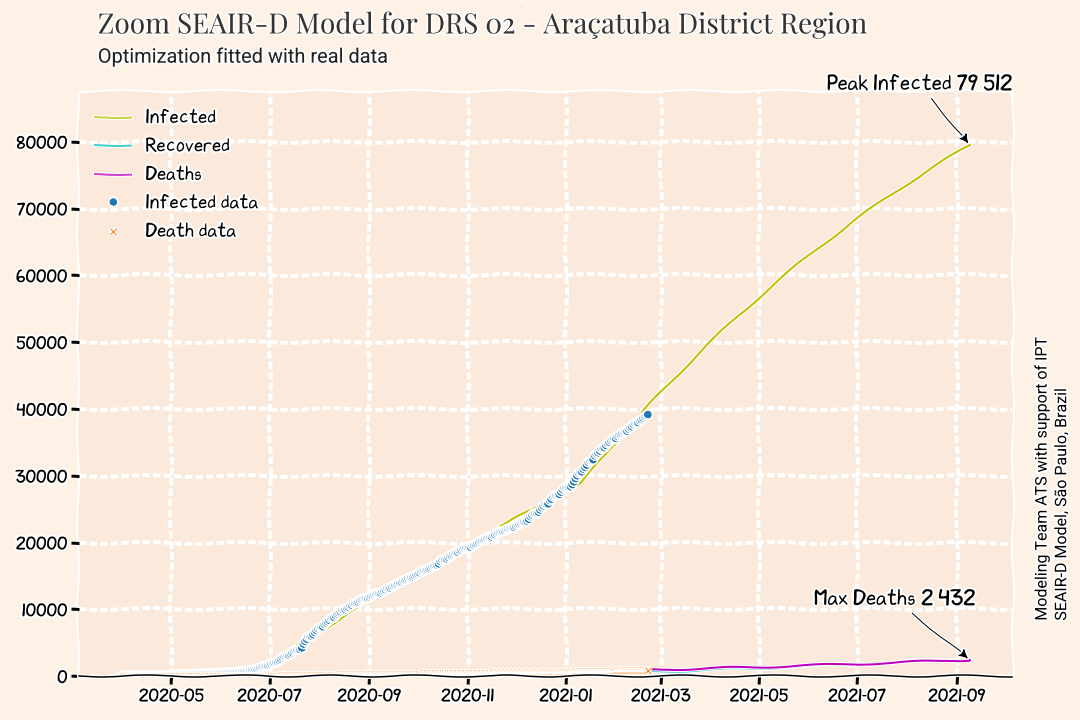 Zoom SEAIR-D Model for DRS 02 - Araçatuba District Region
Optimization fitted with real data
Peak Infected 79 512
Infected
Recovered
Deaths
Infected data
Death data
80000
70000
60000
50000
40000
30000
20000
10000
0
Max Deaths 2 432
2020-05 2020-07 2020-09 2020-11 2021-01 2021-03 2021-05 2021-07 2021-09
Modeling Team ATS with support of IPT
SEAIR-D Model, São Paulo, Brazil